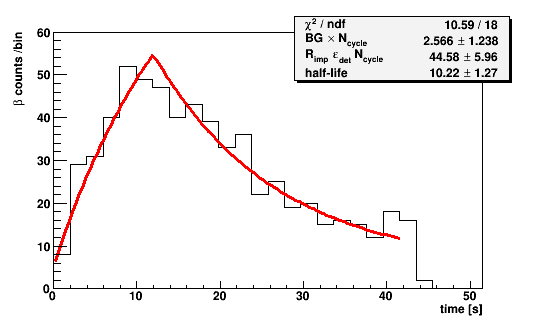 χ² / ndf 10.59 / 18
BG × N_cycle 2.566 ± 1.238
R_imp ε_det N_cycle 44.58 ± 5.96
half-life 10.22 ± 1.27
β counts /bin
60
50
40
30
20
10
0
0 10 20 30 40 50
time [s]